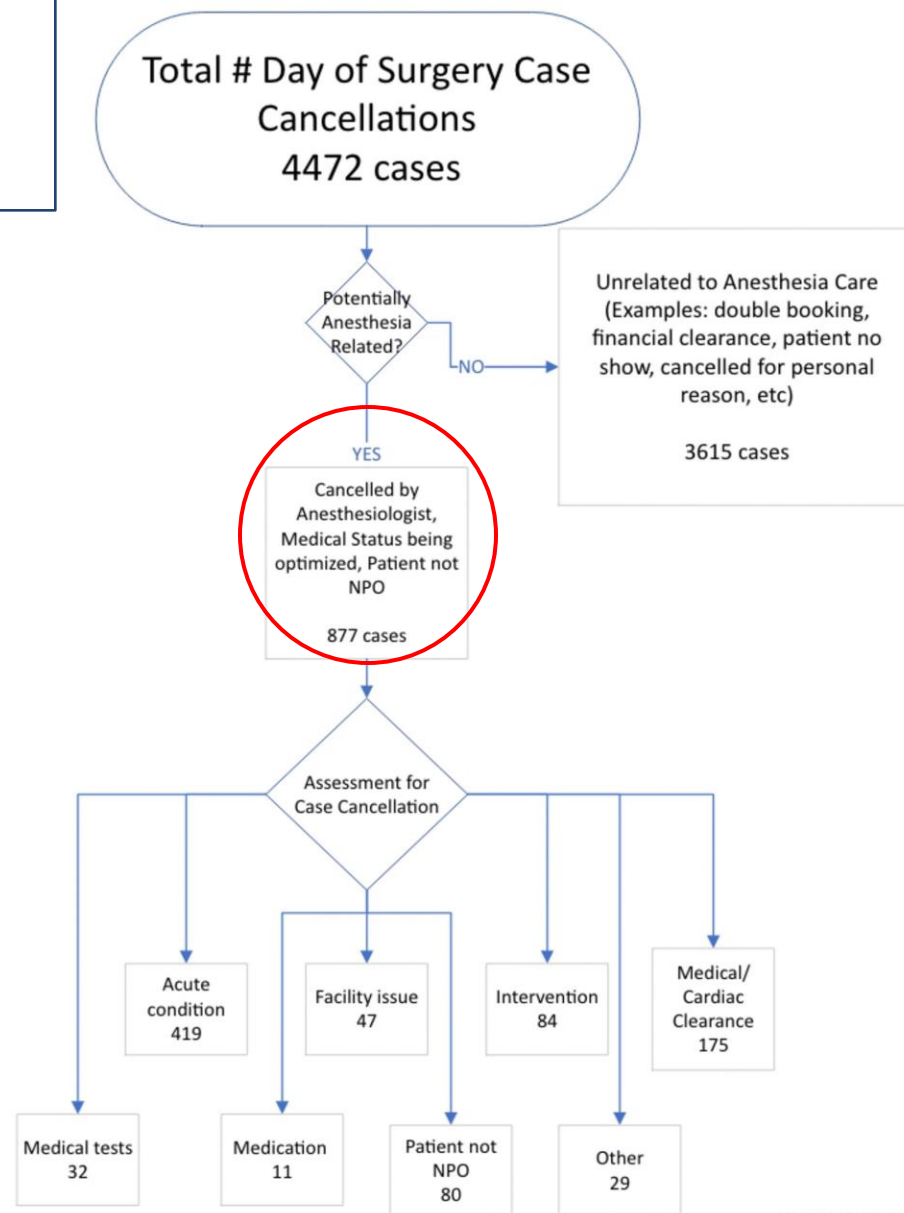 Total # Day of Surgery Case
Cancellations
4472 cases
Potentially
Anesthesia
Related?
NO
Unrelated to Anesthesia Care
(Examples: double booking,
financial clearance, patient no
show, cancelled for personal
reason, etc)
3615 cases
YES
Cancelled by
Anesthesiologist,
Medical Status being
optimized, Patient not
NPO
877 cases
Assessment for
Case Cancellation
Acute
condition
419
Facility issue
47
Intervention
84
Medical/
Cardiac
Clearance
175
Medical tests
32
Medication
11
Patient not
NPO
80
Other
29